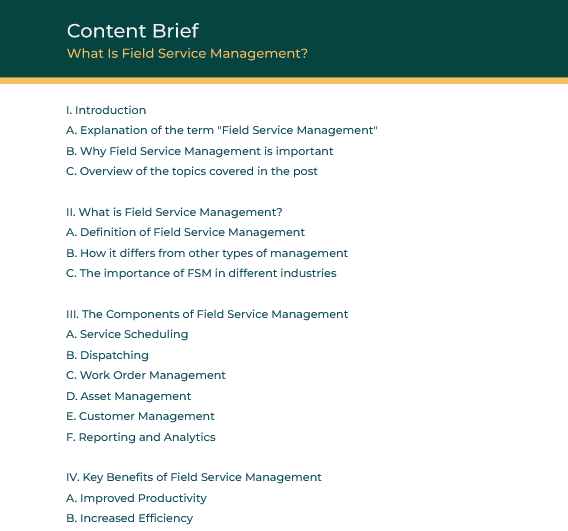 Content Brief
What Is Field Service Management?
I. Introduction
A. Explanation of the term "Field Service Management"
B. Why Field Service Management is important
C. Overview of the topics covered in the post
II. What is Field Service Management?
A. Definition of Field Service Management
B. How it differs from other types of management
C. The importance of FSM in different industries
III. The Components of Field Service Management
A. Service Scheduling
B. Dispatching
C. Work Order Management
D. Asset Management
E. Customer Management
F. Reporting and Analytics
IV. Key Benefits of Field Service Management
A. Improved Productivity
B. Increased Efficiency